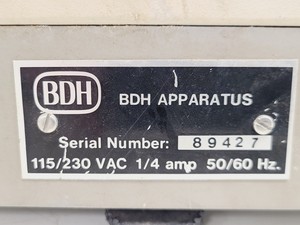 BDH BDH APPARATUS
Serial Number: 89427
115/230 VAC 1/4 amp 50/60 Hz.